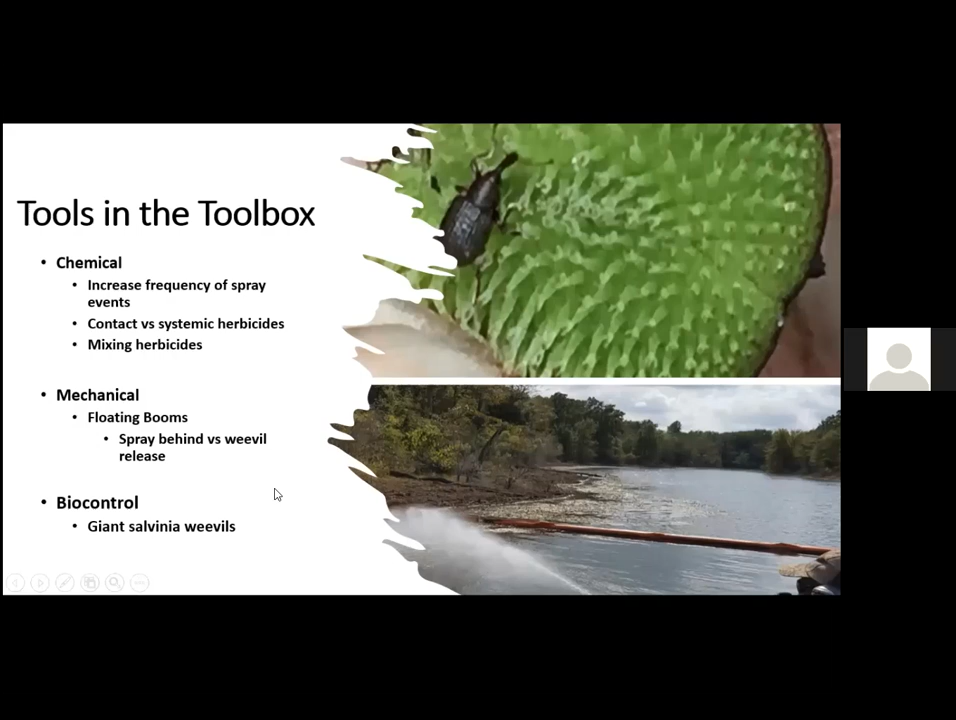 Tools in the Toolbox
• Chemical
• Increase frequency of spray
events
• Contact vs systemic herbicides
• Mixing herbicides
• Mechanical
• Floating Booms
• Spray behind vs weevil
release
• Biocontrol
• Giant salvinia weevils